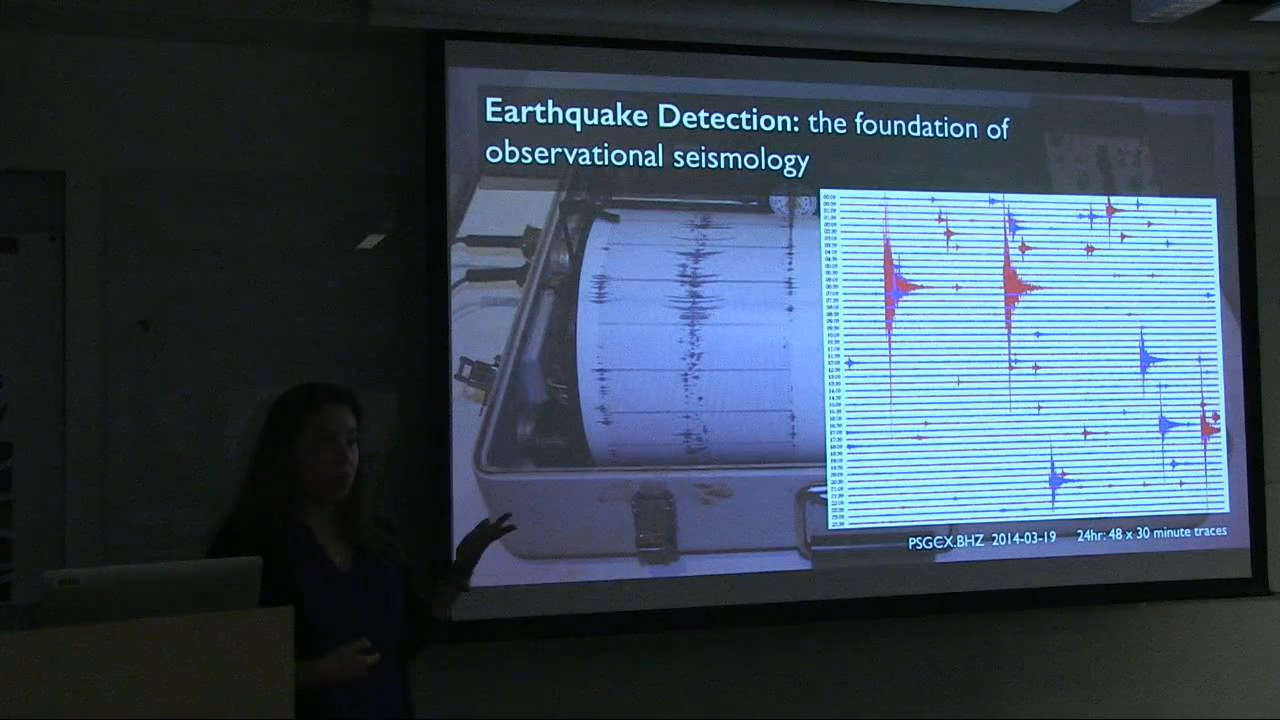 Earthquake Detection: the foundation of
observational seismology
PSGCX.BHZ 2014-03-19 24hr: 48 x 30 minute traces